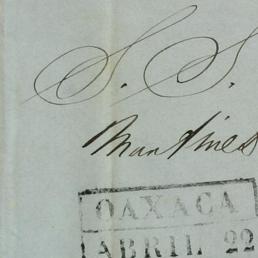 S. S.
Martines
OAXACA
ABRIL 22